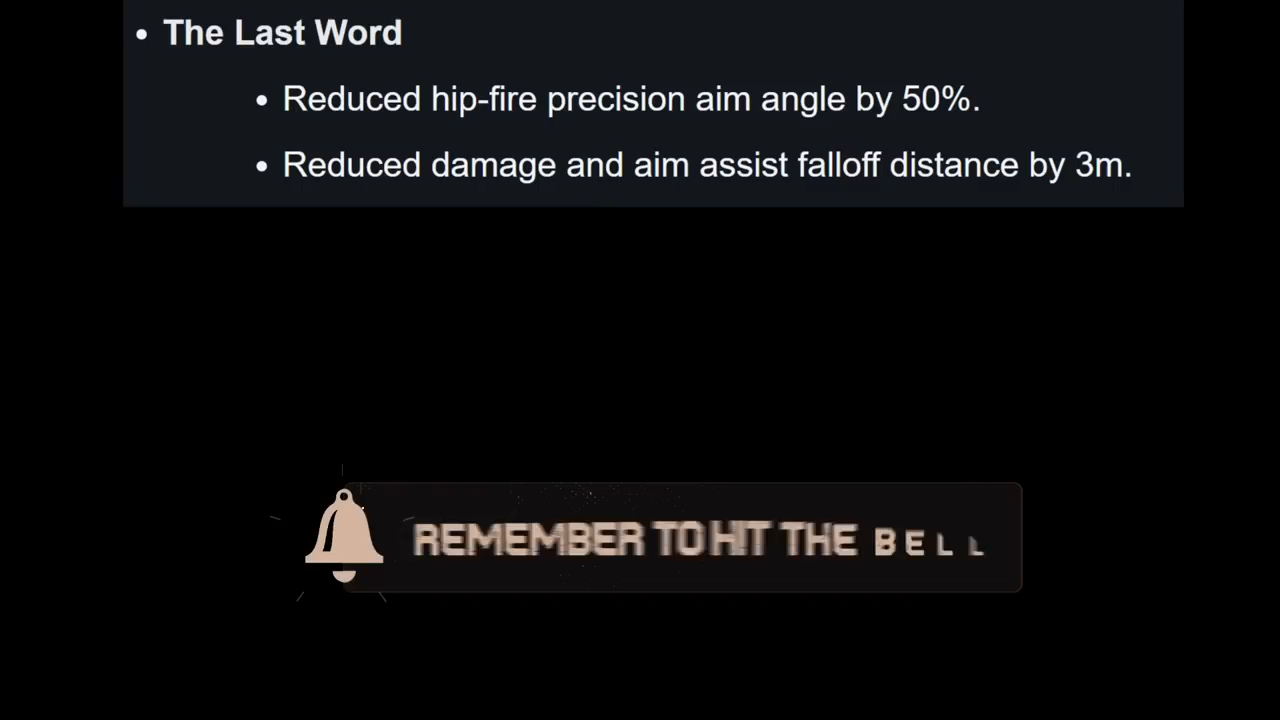 The Last Word
Reduced hip-fire precision aim angle by 50%.
Reduced damage and aim assist falloff distance by 3m.
REMEMBER TO HIT THE BELL